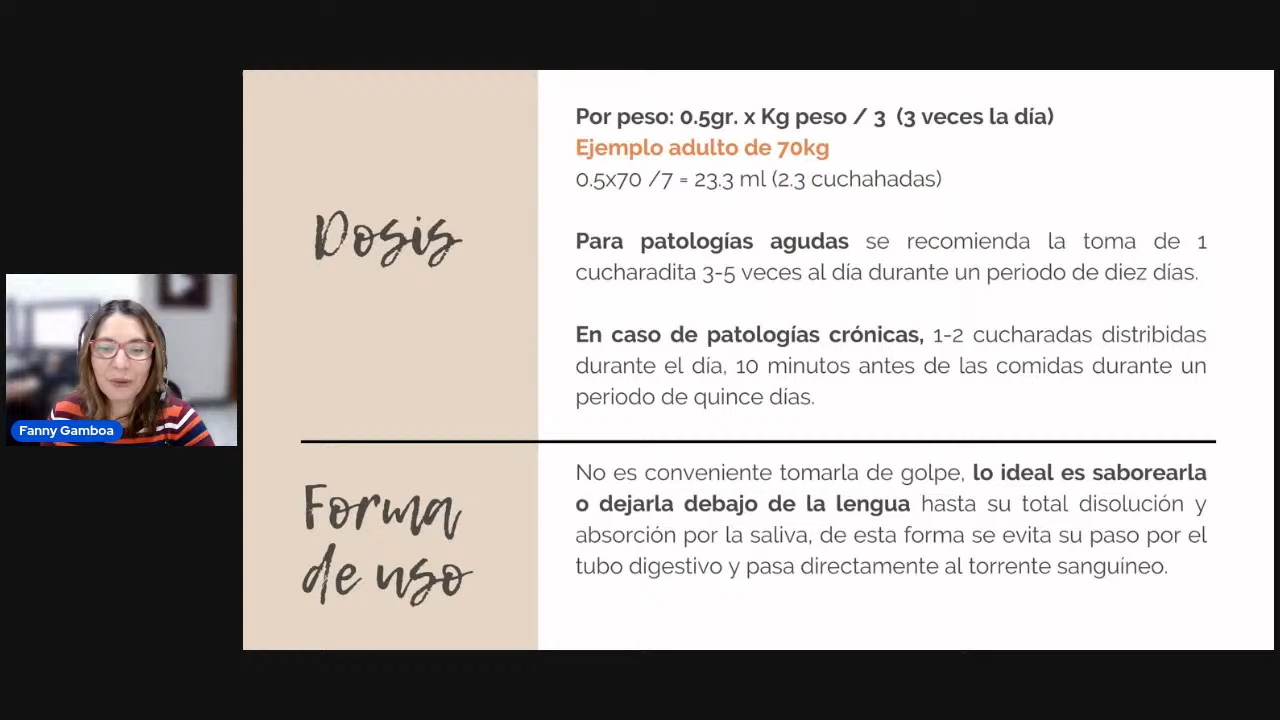 Dosis
Por peso: 0.5gr. x Kg peso / 3 (3 veces la día)
Ejemplo adulto de 70kg
0.5x70 /7 = 23.3 ml (2.3 cuchahadas)
Para patologías agudas se recomienda la toma de 1
cucharadita 3-5 veces al día durante un periodo de diez días.
En caso de patologías crónicas, 1-2 cucharadas distribidas
durante el día, 10 minutos antes de las comidas durante un
periodo de quince días.
Forma
de uso
No es conveniente tomarla de golpe, lo ideal es saborearla
o dejarla debajo de la lengua hasta su total disolución y
absorción por la saliva, de esta forma se evita su paso por el
tubo digestivo y pasa directamente al torrente sanguíneo.
Fanny Gamboa